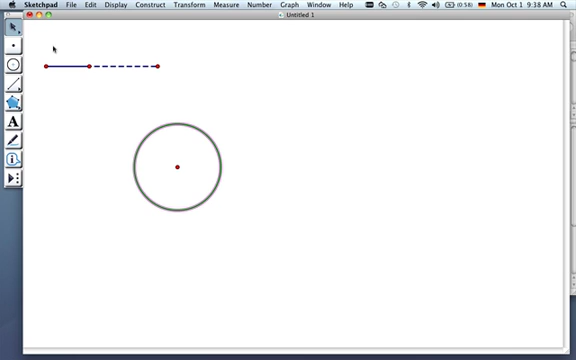 Sketchpad File Edit Display Construct Transform Measure Number Graph Window Help (0:58) Mon Oct 1 9:38 AM
Untitled 1
A